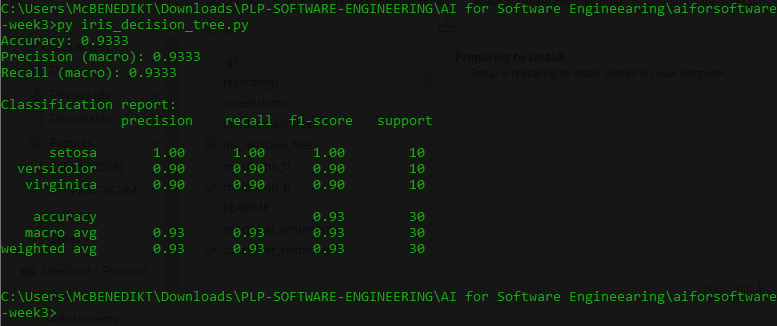 C:\Users\McBENEDIKT\Downloads\PLP-SOFTWARE-ENGINEERING\AI for Software Engineearing\aiforsoftware
-week3>py iris_decision_tree.py
Accuracy: 0.9333
Precision (macro): 0.9333
Recall (macro): 0.9333
Classification report:
precision recall f1-score support
setosa 1.00 1.00 1.00 10
versicolor 0.90 0.90 0.90 10
virginica 0.90 0.90 0.90 10
accuracy 0.93 30
macro avg 0.93 0.93 0.93 30
weighted avg 0.93 0.93 0.93 30
C:\Users\McBENEDIKT\Downloads\PLP-SOFTWARE-ENGINEERING\AI for Software Engineearing\aiforsoftware
-week3>
.git
recordings
screenshots
README
Downloads
Documents
Pictures
OneDrive - Personal
Attachments
Preparing to Install
Setup is preparing to install ShareX on your computer.